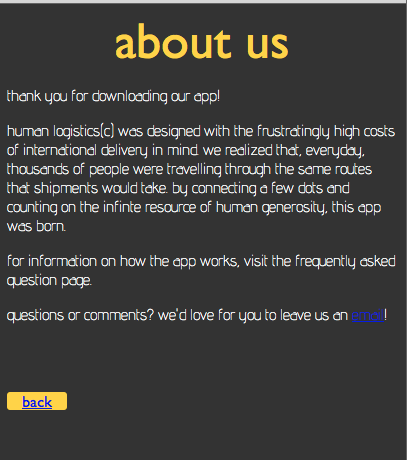 about us
thank you for downloading our app!
human logistics(c) was designed with the frustratingly high costs
of international delivery in mind. we realized that, everyday,
thousands of people were travelling through the same routes
that shipments would take. by connecting a few dots and
counting on the infinte resource of human generosity, this app
was born.
for information on how the app works, visit the frequently asked
question page.
questions or comments? we'd love for you to leave us an email!
back